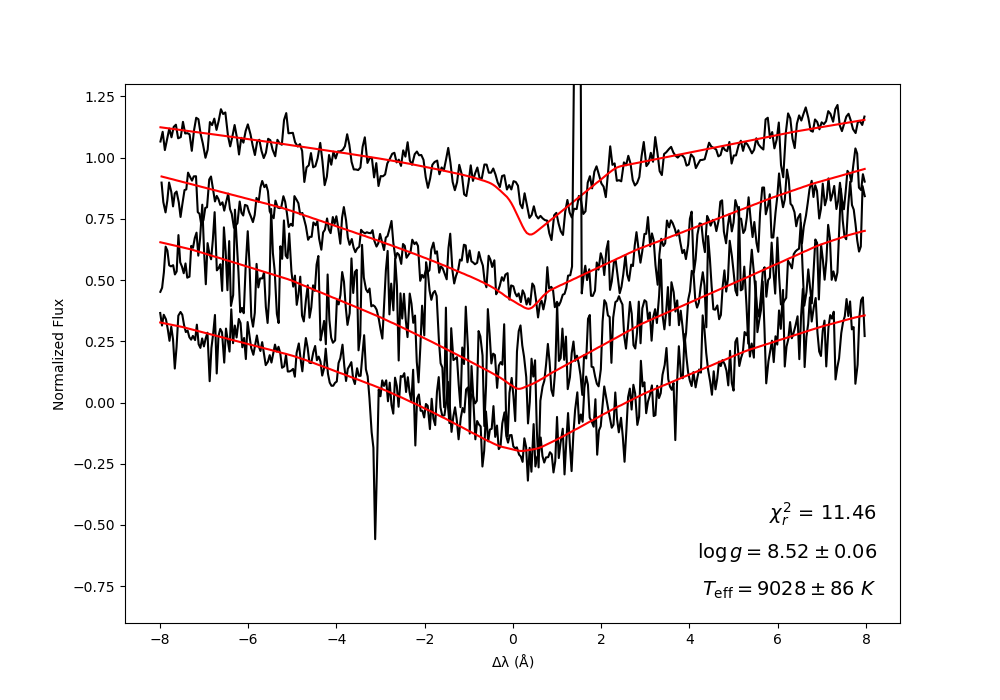 1.25
1.00
0.75
0.50
0.25
0.00
−0.25
−0.50
−0.75
Normalized Flux
χ²ᵣ = 11.46
log g = 8.52 ± 0.06
T_eff = 9028 ± 86 K
−8 −6 −4 −2 0 2 4 6 8
Δλ (Å)